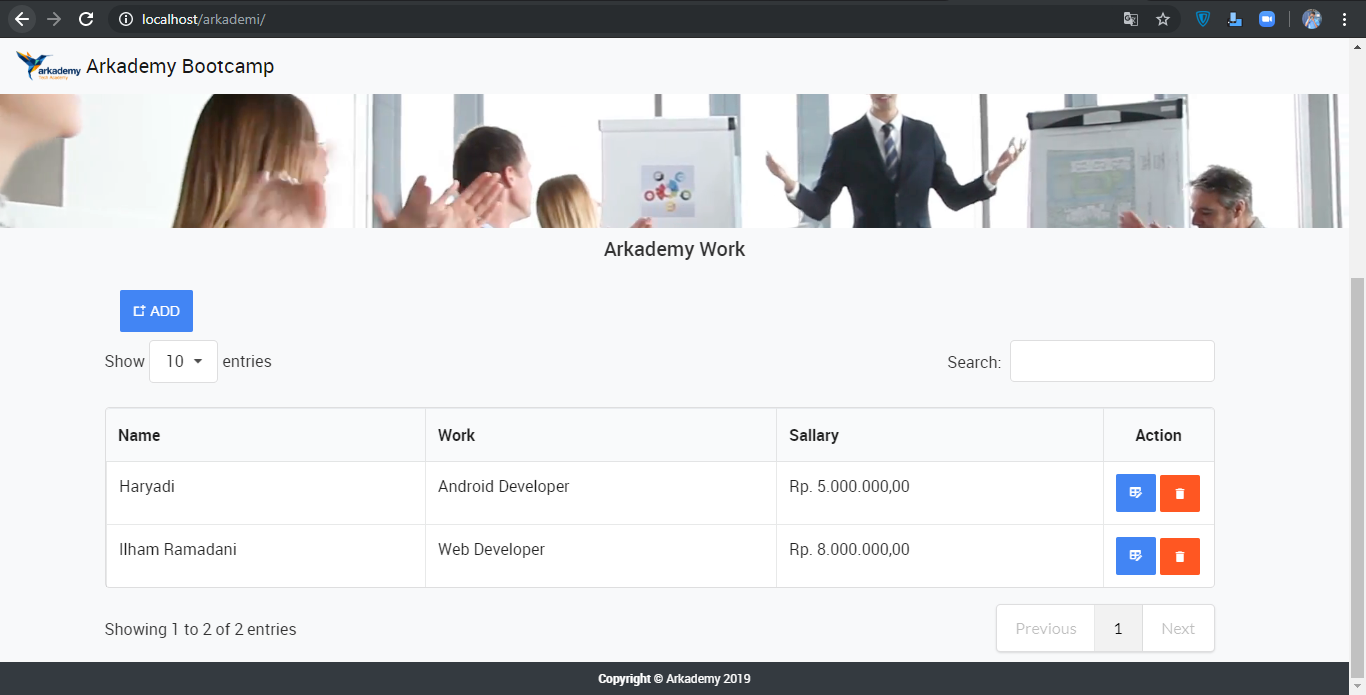 localhost/arkademi/
arkademy
Tech Academy
Arkademy Bootcamp
Arkademy Work
ADD
Show 10 entries
Search:
Name Work Sallary Action
Haryadi Android Developer Rp. 5.000.000,00
Ilham Ramadani Web Developer Rp. 8.000.000,00
Showing 1 to 2 of 2 entries
Previous 1 Next
Copyright © Arkademy 2019